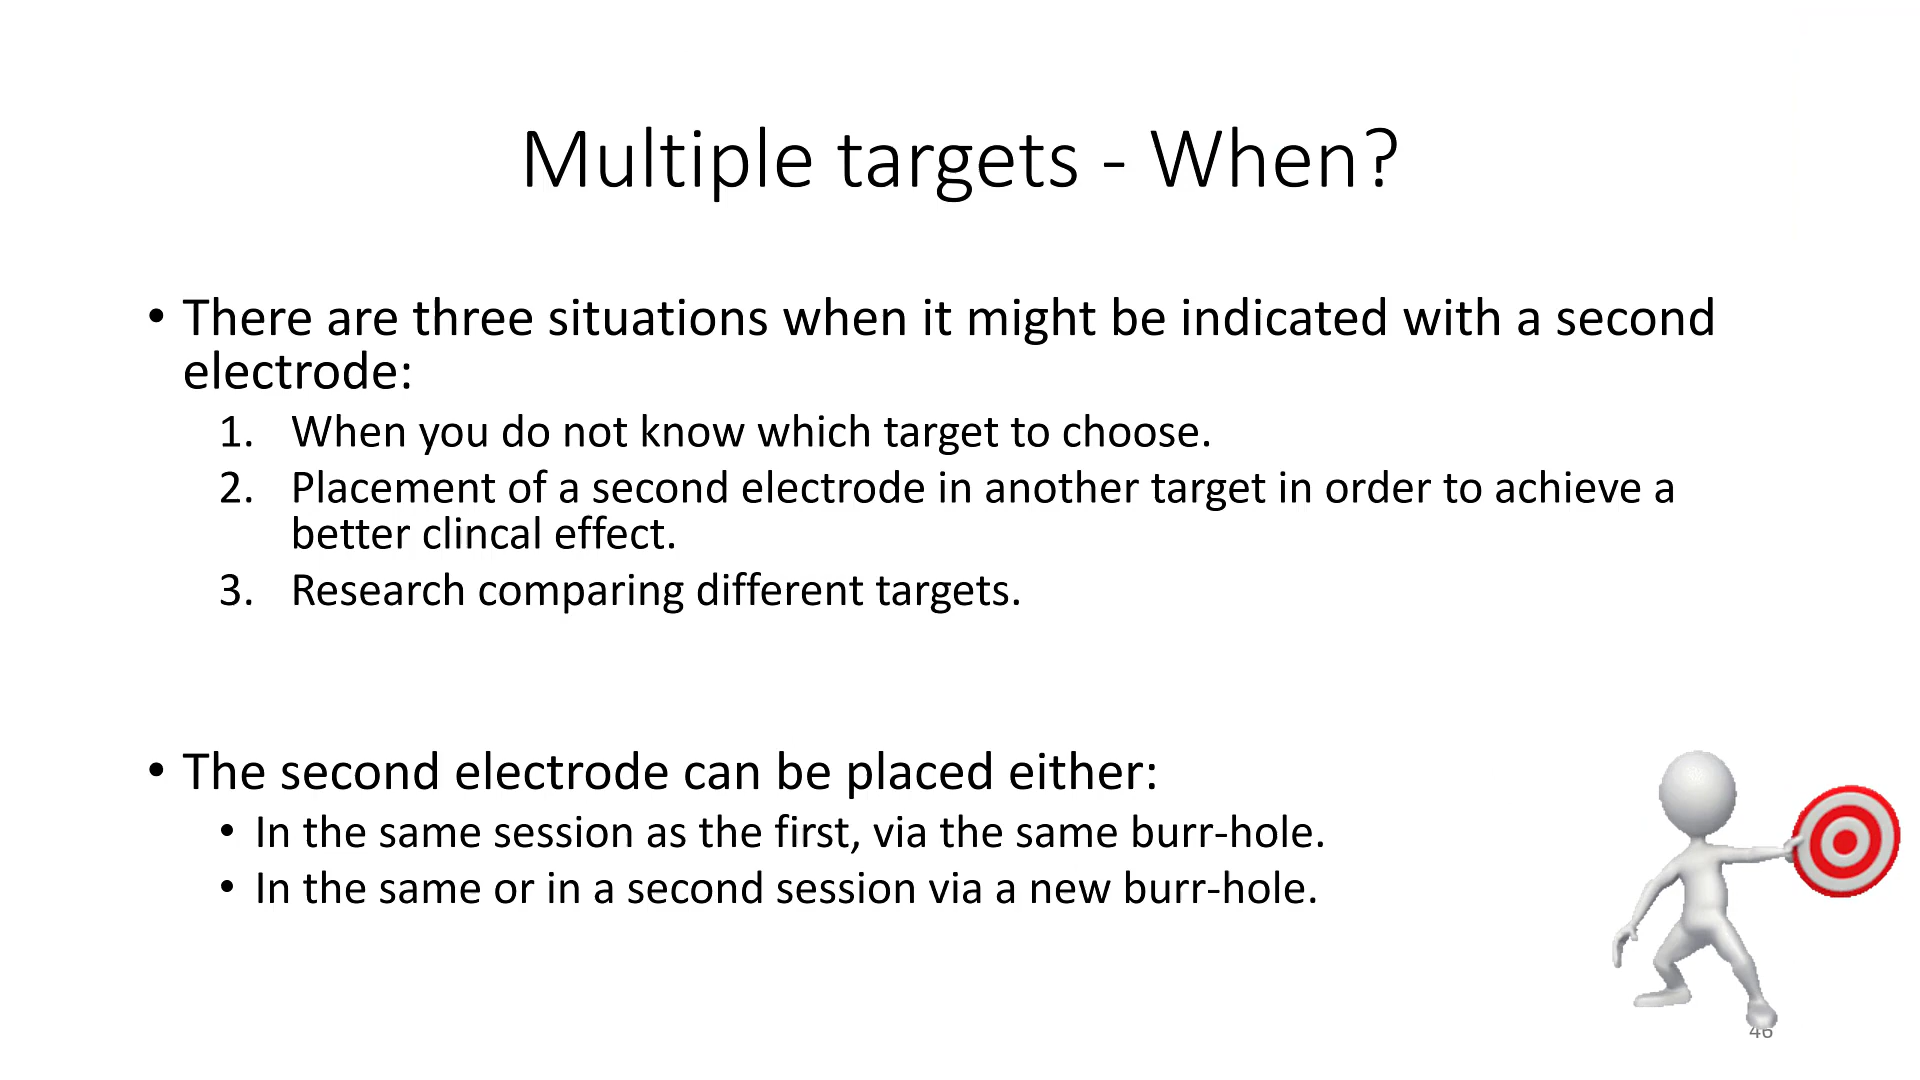 Multiple targets - When?
• There are three situations when it might be indicated with a second
electrode:
1. When you do not know which target to choose.
2. Placement of a second electrode in another target in order to achieve a
better clincal effect.
3. Research comparing different targets.
• The second electrode can be placed either:
• In the same session as the first, via the same burr-hole.
• In the same or in a second session via a new burr-hole.
46